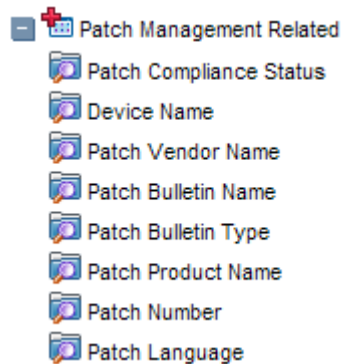 Patch Management Related
Patch Compliance Status
Device Name
Patch Vendor Name
Patch Bulletin Name
Patch Bulletin Type
Patch Product Name
Patch Number
Patch Language